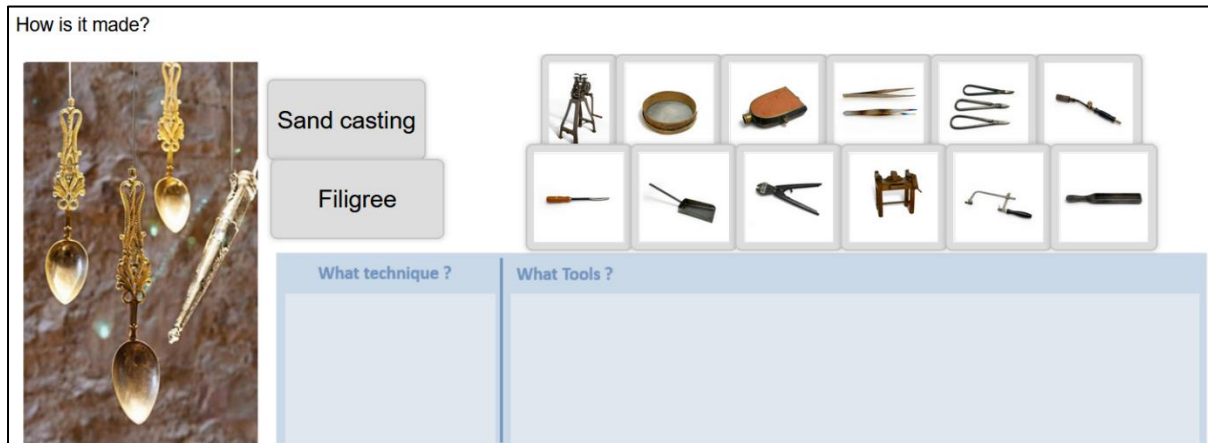 How is it made?
Sand casting
Filigree
What technique ?
What Tools ?